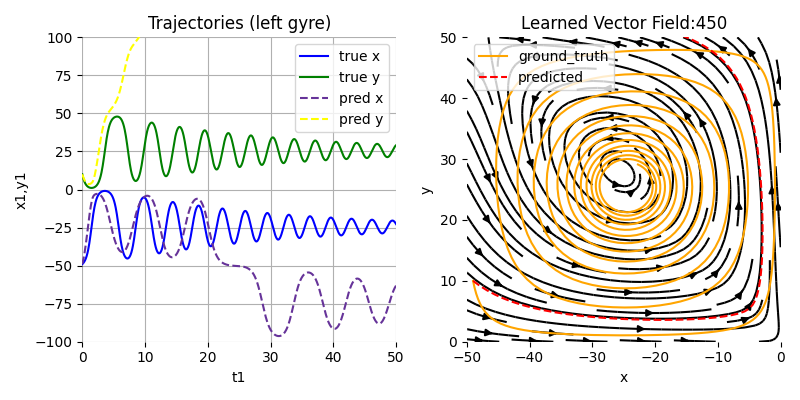 Trajectories (left gyre)
x1,y1
100
75
50
25
0
−25
−50
−75
−100
true x
true y
pred x
pred y
0 10 20 30 40 50
t1
Learned Vector Field:450
y
50
40
30
20
10
0
ground_truth
predicted
−50 −40 −30 −20 −10 0
x